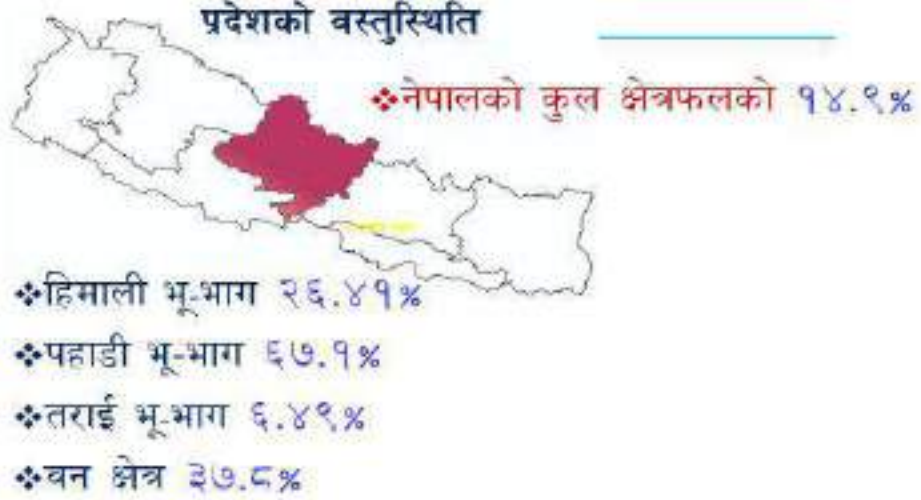 प्रदेशको वस्तुस्थिति
❖नेपालको कुल क्षेत्रफलको १४.९%
❖हिमाली भू-भाग २६.४१%
❖पहाडी भू-भाग ६७.१%
❖तराई भू-भाग ६.४९%
❖वन क्षेत्र ३७.८%